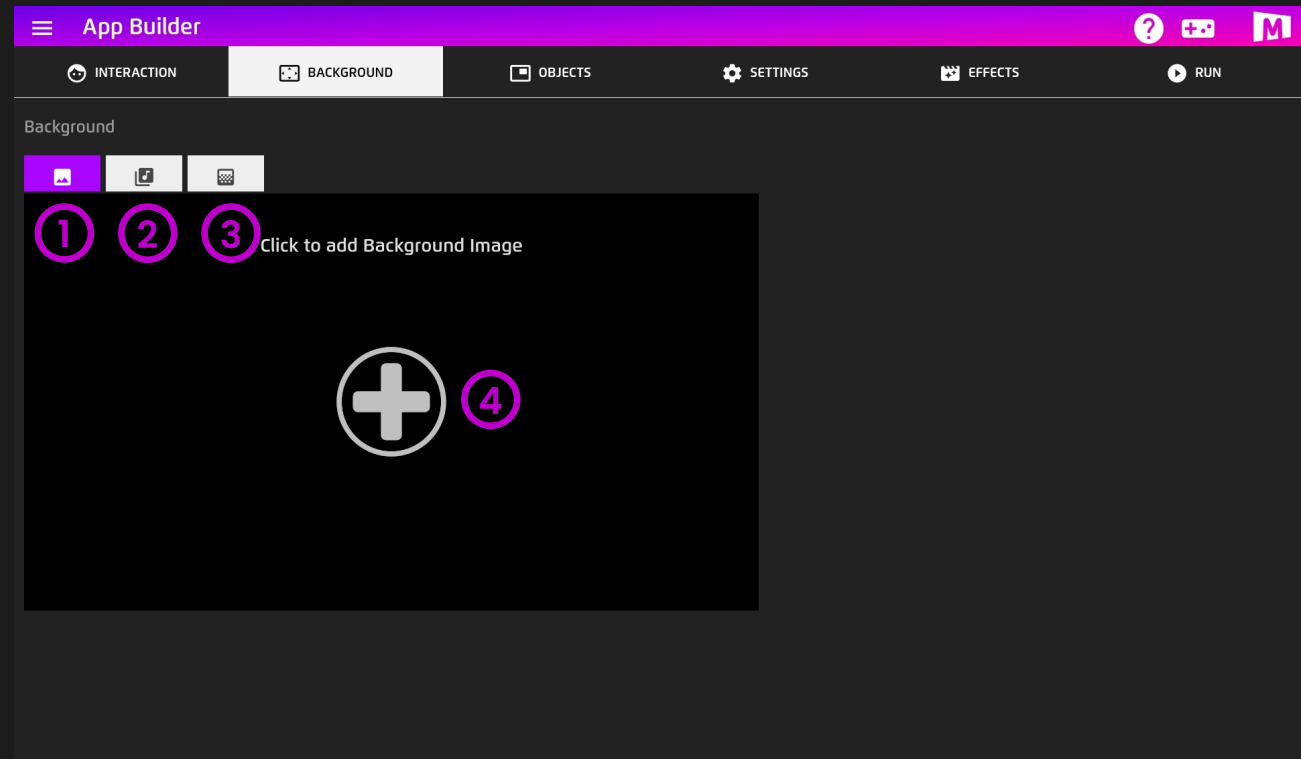 App Builder
?
M
INTERACTION
BACKGROUND
OBJECTS
SETTINGS
EFFECTS
RUN
Background
1
2
3
Click to add Background Image
4